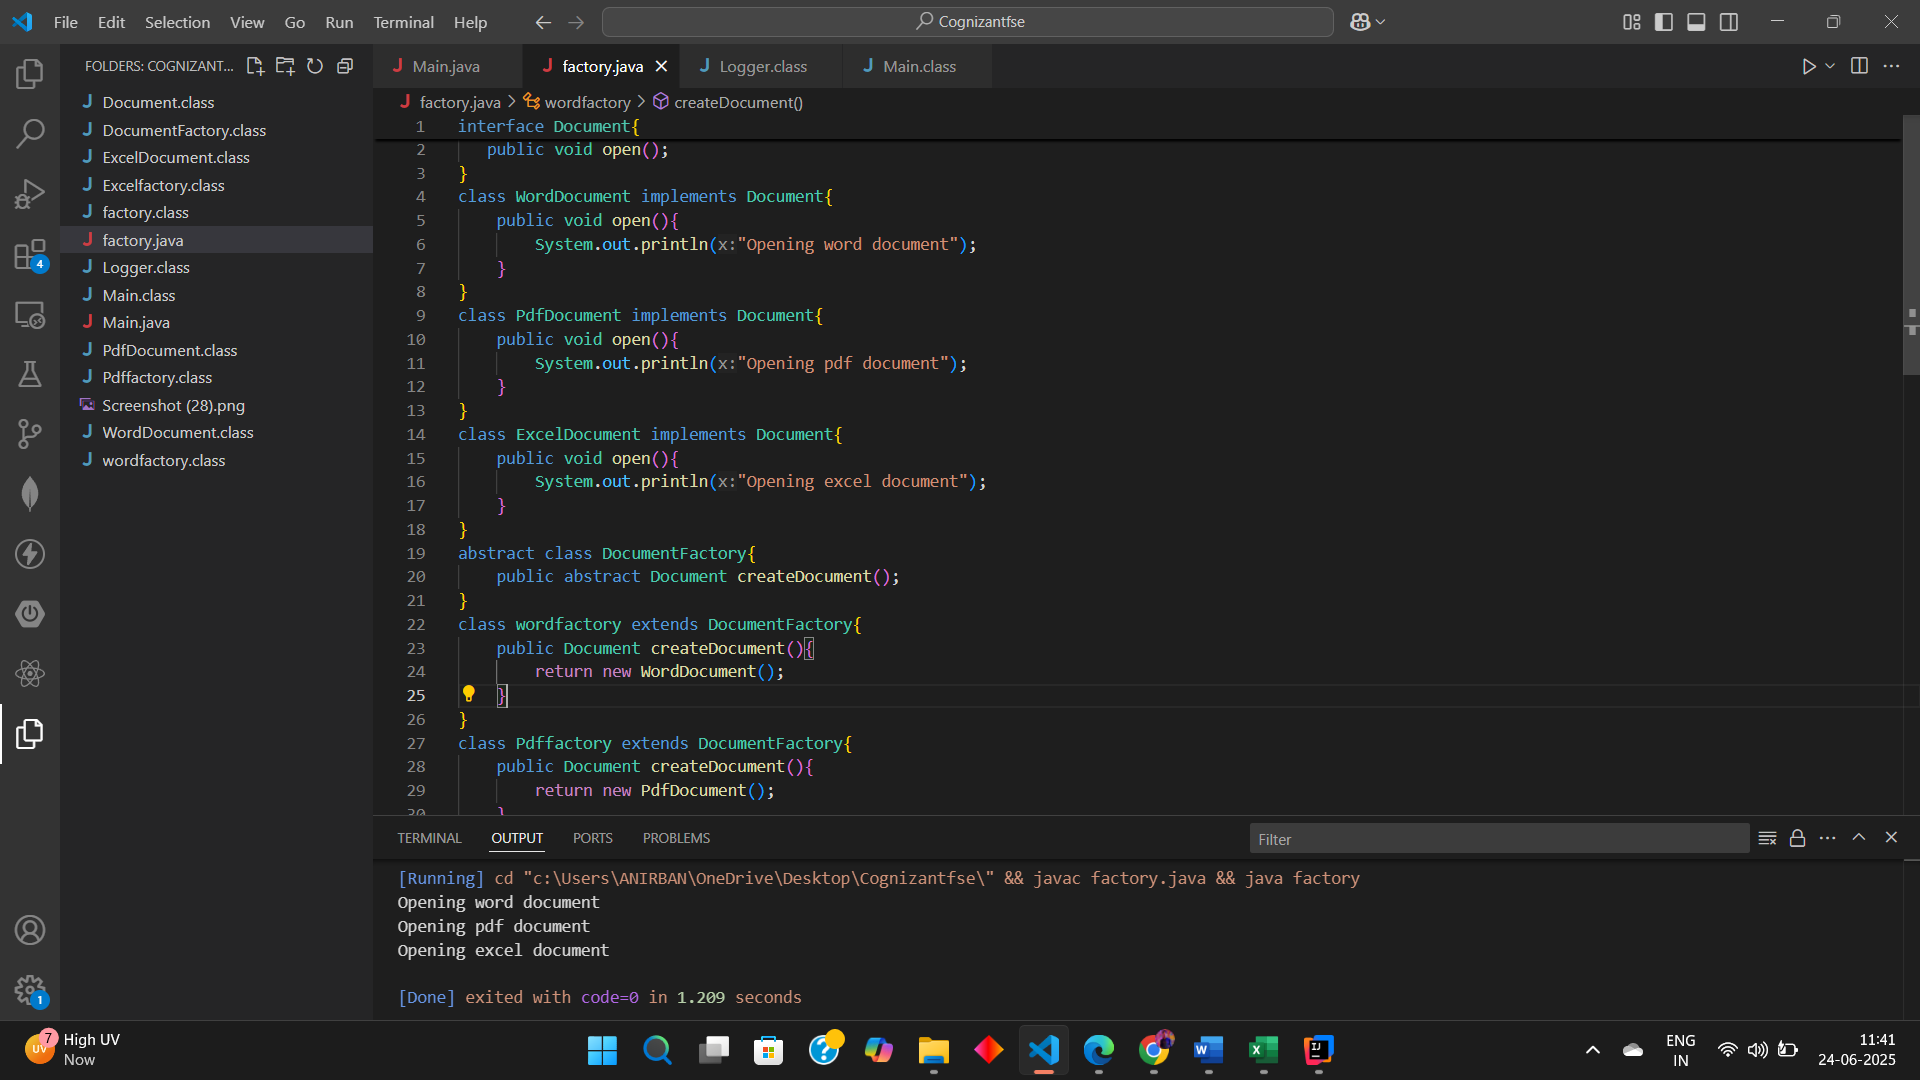 File Edit Selection View Go Run Terminal Help
Cognizantfse
FOLDERS: COGNIZANT...
Document.class
DocumentFactory.class
ExcelDocument.class
Excelfactory.class
factory.class
factory.java
Logger.class
Main.class
Main.java
PdfDocument.class
Pdffactory.class
Screenshot (28).png
WordDocument.class
wordfactory.class
4
1
Main.java factory.java Logger.class Main.class
factory.java > wordfactory > createDocument()
1 interface Document{
2 public void open();
3 }
4 class WordDocument implements Document{
5 public void open(){
6 System.out.println(x:"Opening word document");
7 }
8 }
9 class PdfDocument implements Document{
10 public void open(){
11 System.out.println(x:"Opening pdf document");
12 }
13 }
14 class ExcelDocument implements Document{
15 public void open(){
16 System.out.println(x:"Opening excel document");
17 }
18 }
19 abstract class DocumentFactory{
20 public abstract Document createDocument();
21 }
22 class wordfactory extends DocumentFactory{
23 public Document createDocument(){
24 return new WordDocument();
25 }
26 }
27 class Pdffactory extends DocumentFactory{
28 public Document createDocument(){
29 return new PdfDocument();
30 }
TERMINAL OUTPUT PORTS PROBLEMS
Filter
[Running] cd "c:\Users\ANIRBAN\OneDrive\Desktop\Cognizantfse\" && javac factory.java && java factory
Opening word document
Opening pdf document
Opening excel document
[Done] exited with code=0 in 1.209 seconds
UV
7
High UV
Now
ENG
IN
11:41
24-06-2025